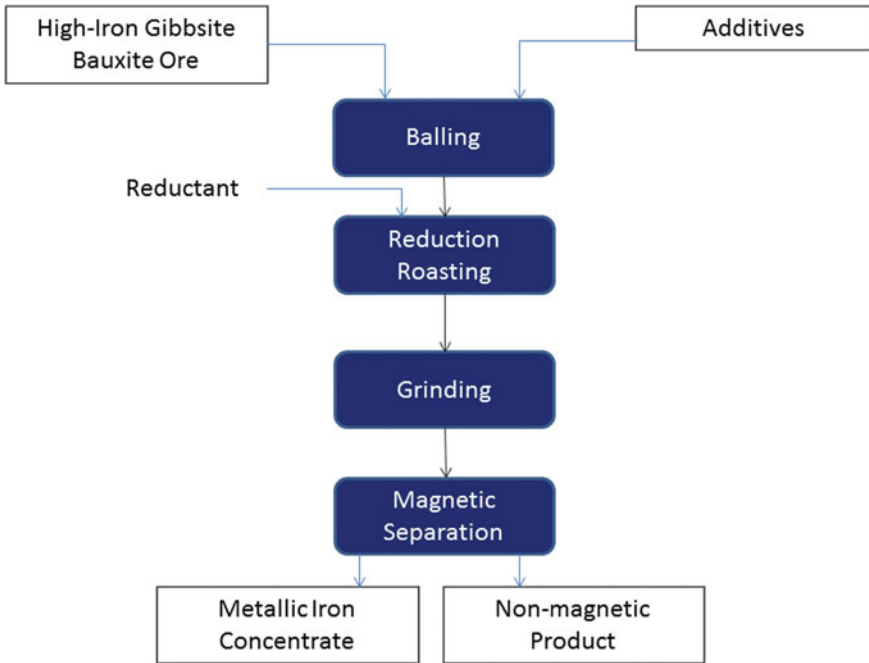 High-Iron Gibbsite
Bauxite Ore
Additives
Balling
Reductant
Reduction
Roasting
Grinding
Magnetic
Separation
Metallic Iron
Concentrate
Non-magnetic
Product